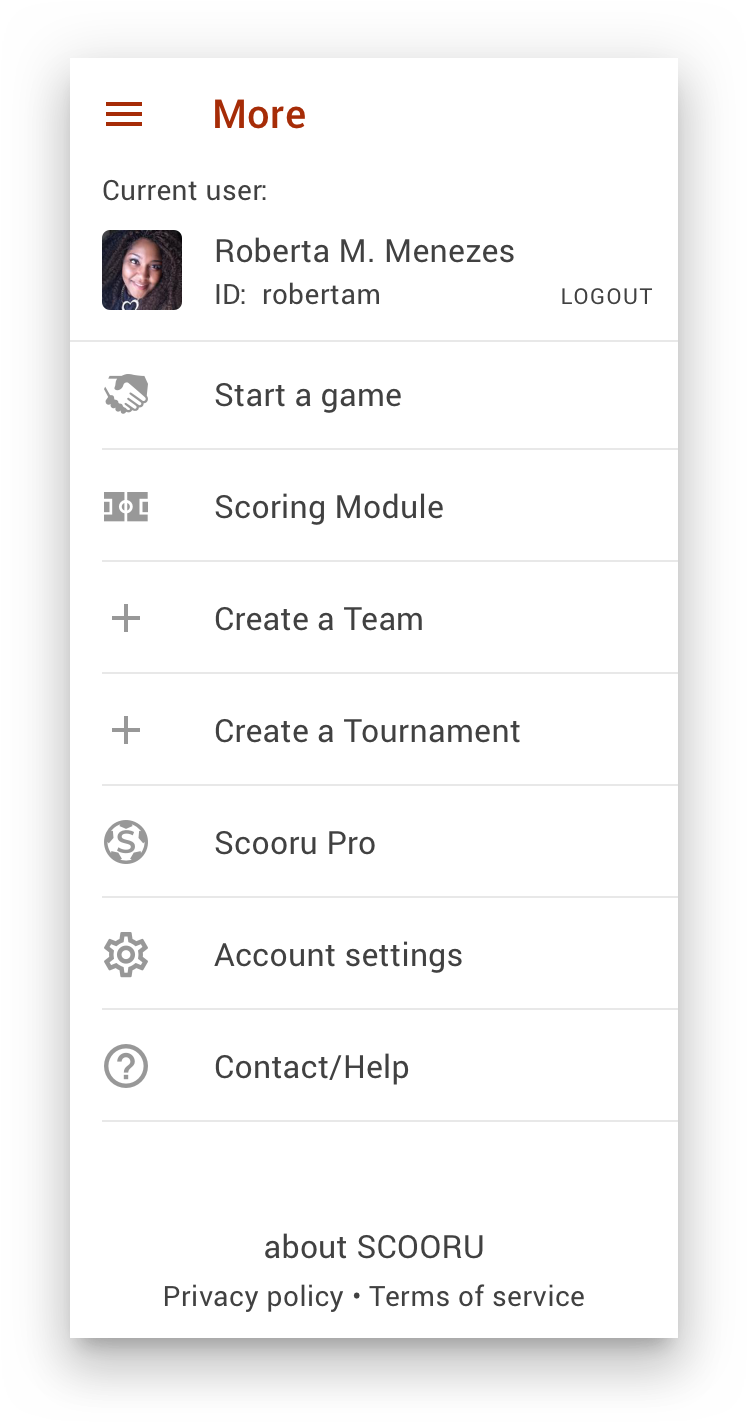 More
Current user:
Roberta M. Menezes
ID: robertam
LOGOUT
Start a game
Scoring Module
Create a Team
Create a Tournament
S
Scooru Pro
Account settings
?
Contact/Help
about SCOORU
Privacy policy • Terms of service